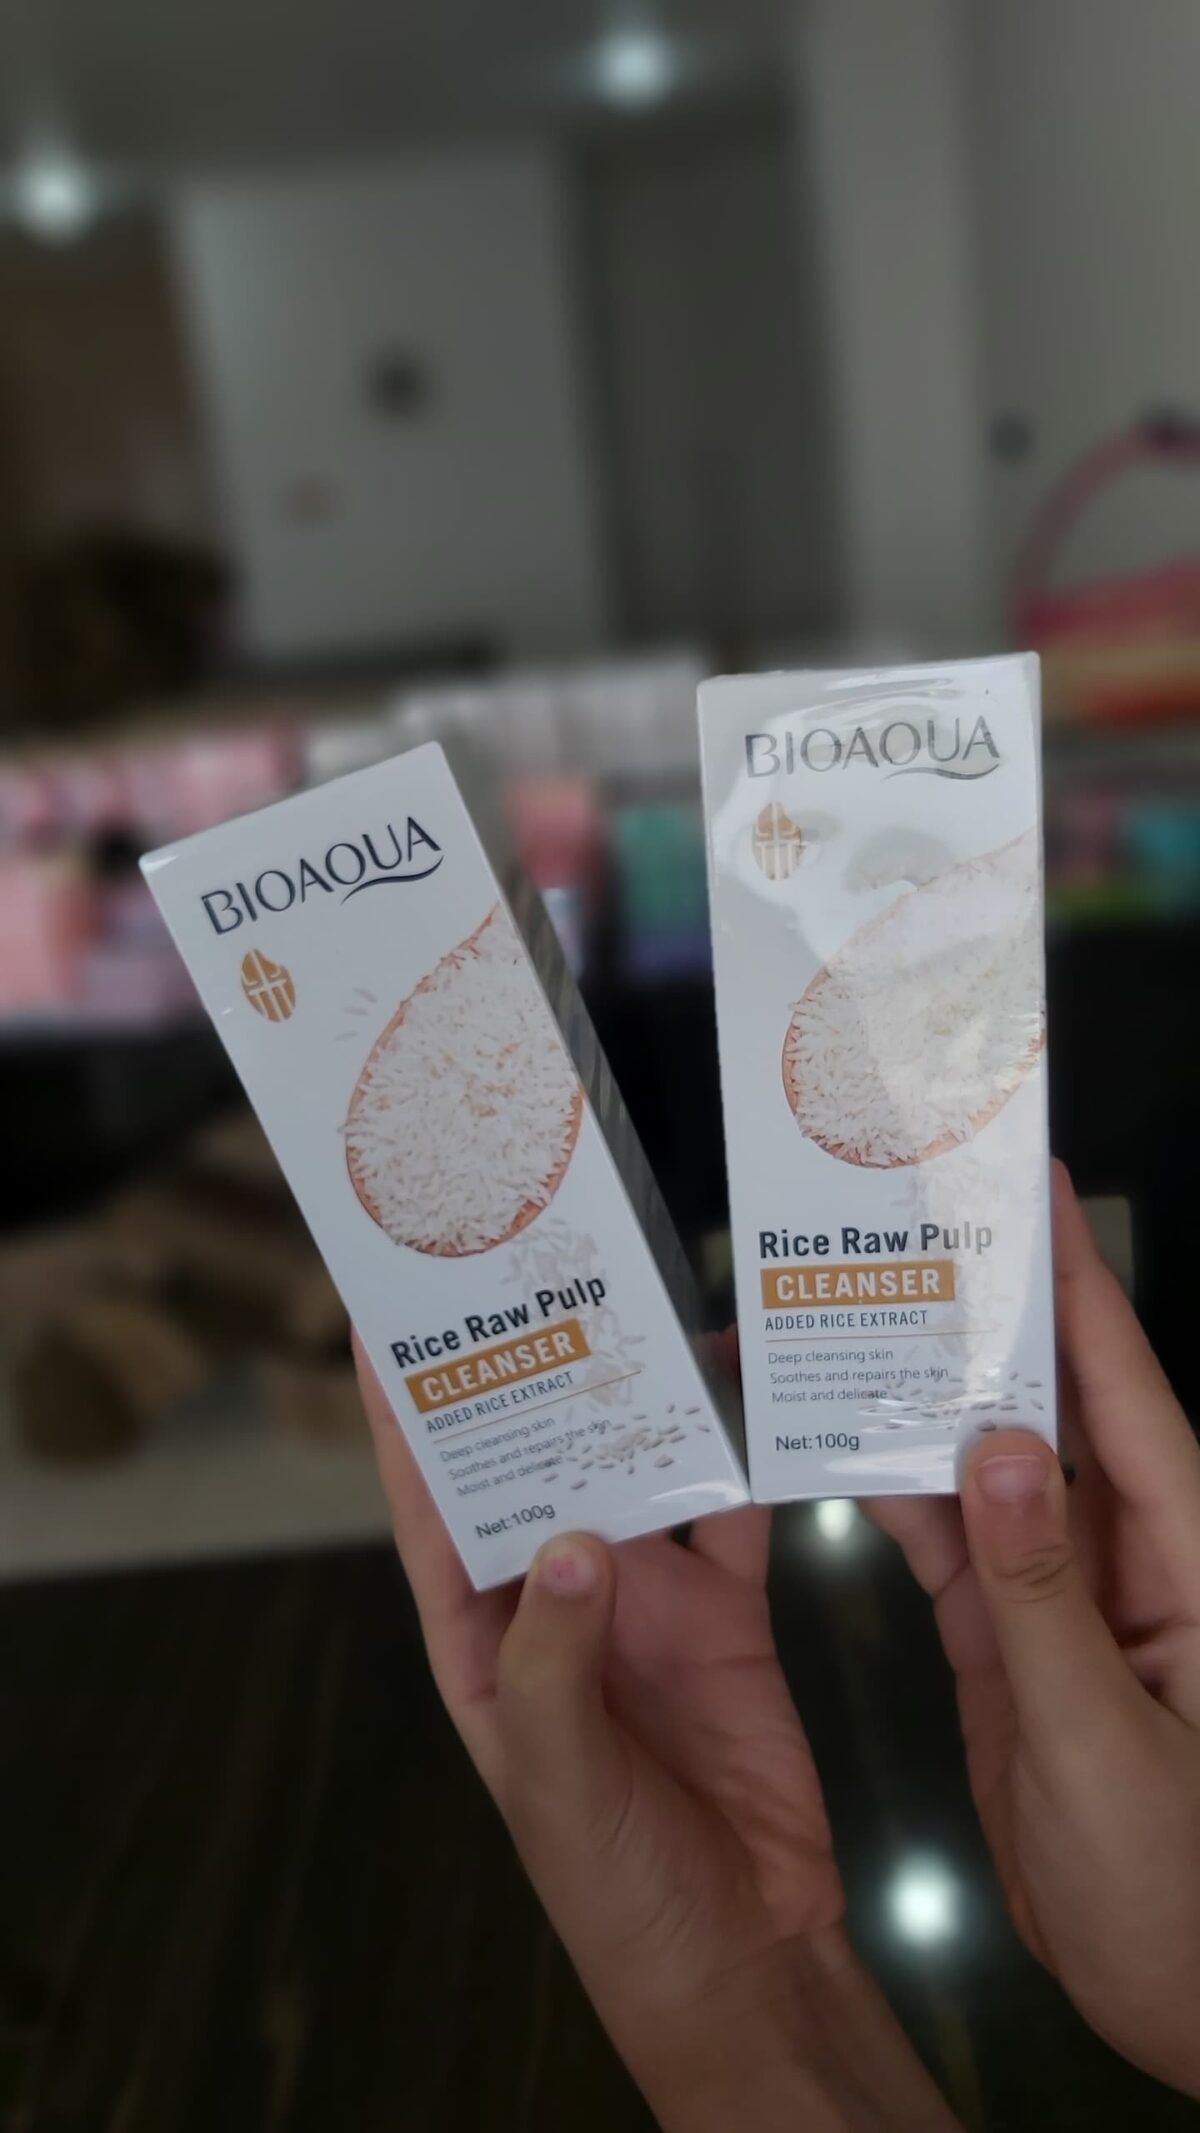 BIOAQUA
Rice Raw Pulp
CLEANSER
ADDED RICE EXTRACT
Deep cleansing skin
Soothes and repairs the skin
Moist and delicate
Net:100g
BIOAQUA
Rice Raw Pulp
CLEANSER
ADDED RICE EXTRACT
Deep cleansing skin
Soothes and repairs the skin
Moist and delicate
Net:100g